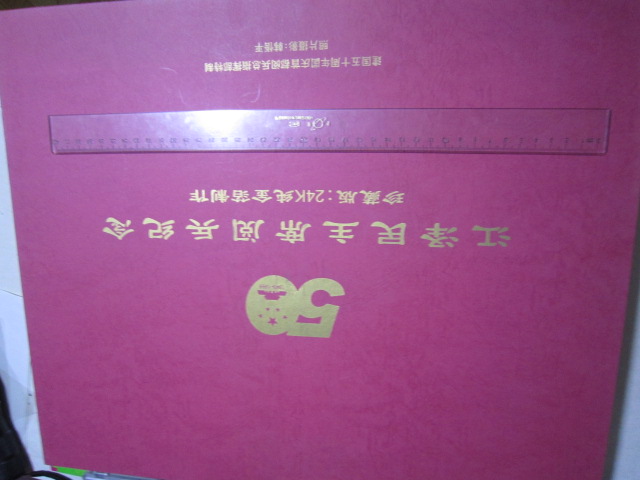 50
江泽民主席阅兵纪念
珍藏版:24K纯金箔制作
建国五十周年国庆首都阅兵总指挥部特制
照片摄影: